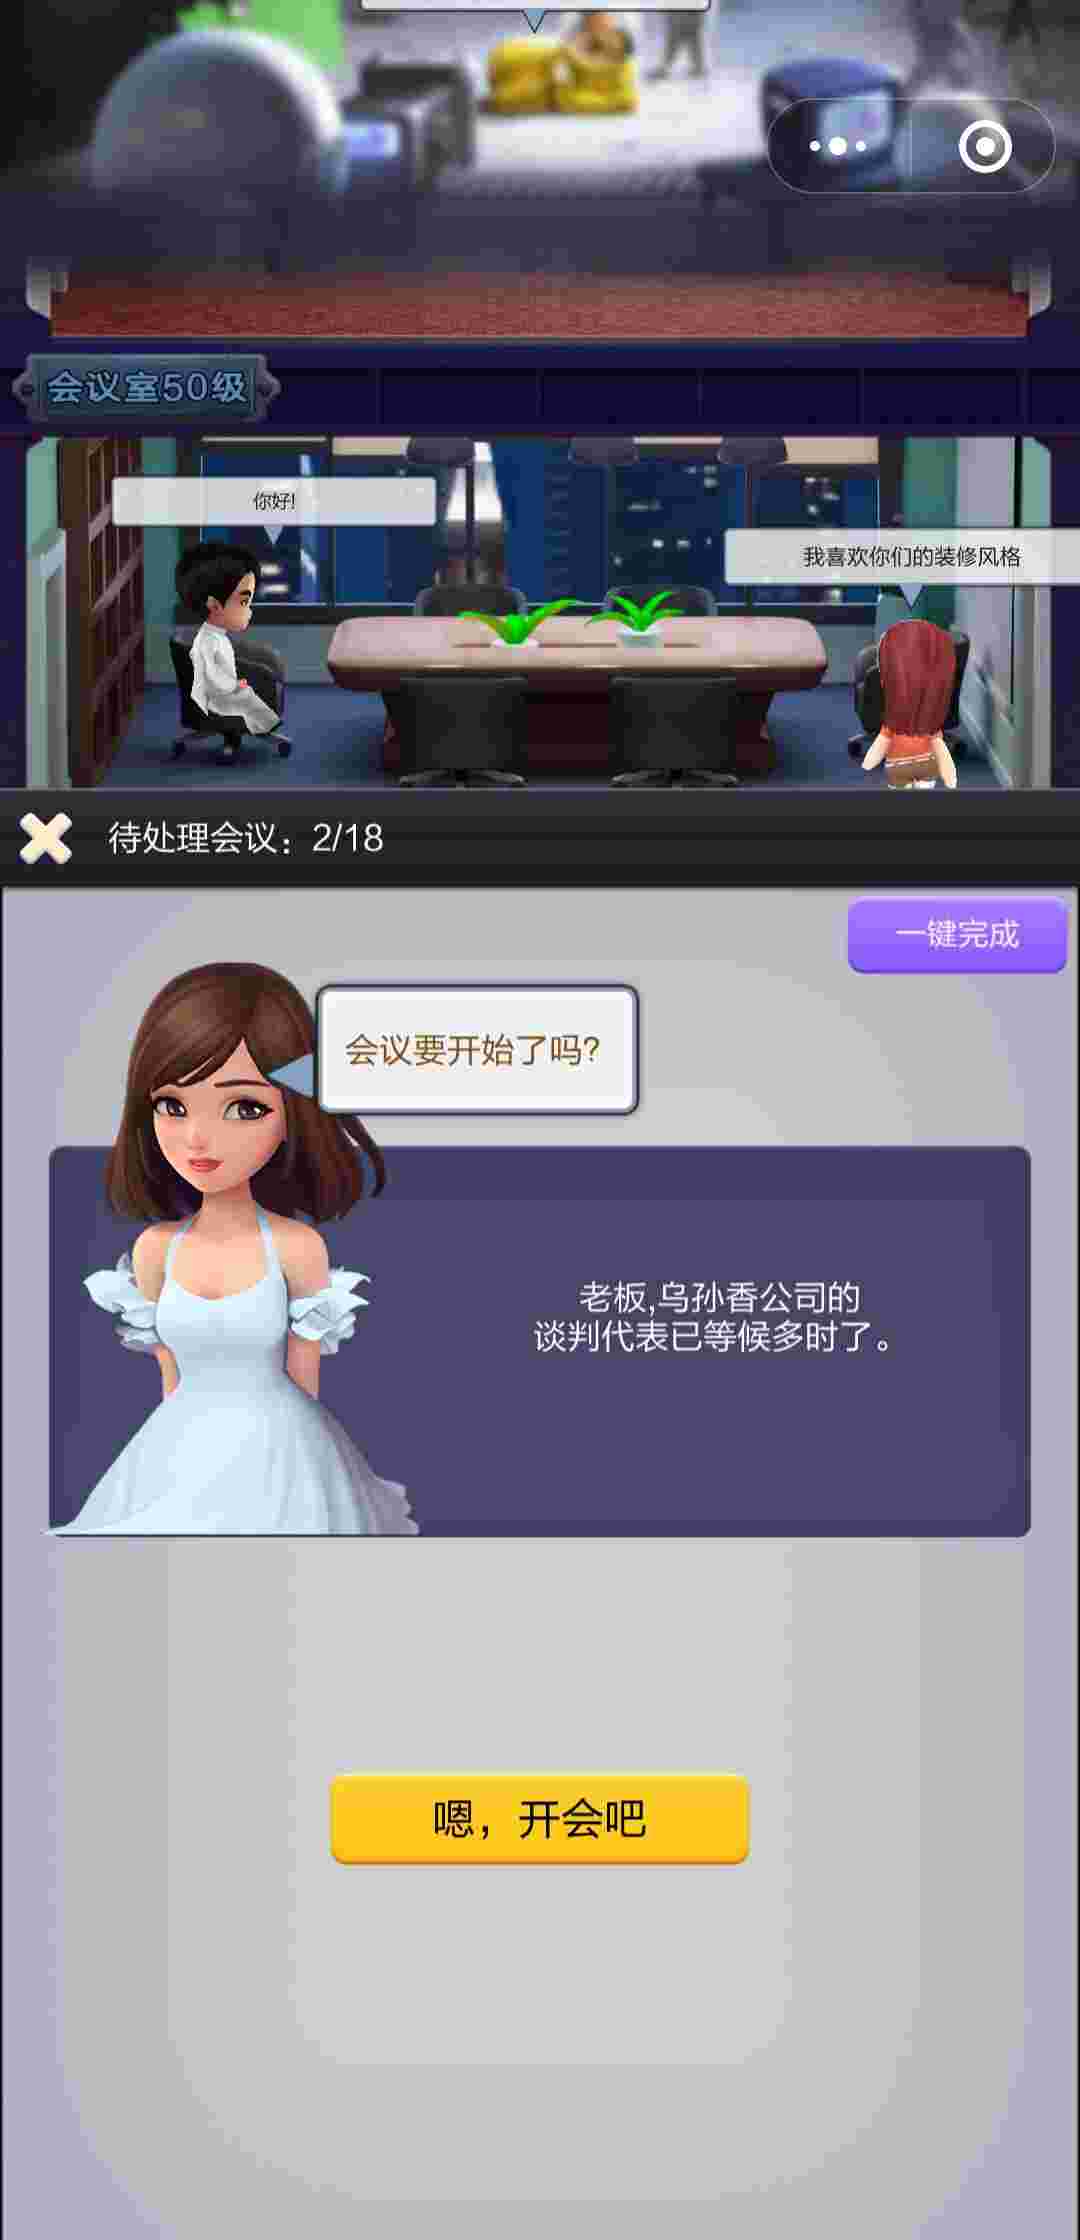 会议室50级
你好!
我喜欢你们的装修风格
待处理会议：2/18
一键完成
会议要开始了吗?
老板,乌孙香公司的
谈判代表已等候多时了。
嗯，开会吧